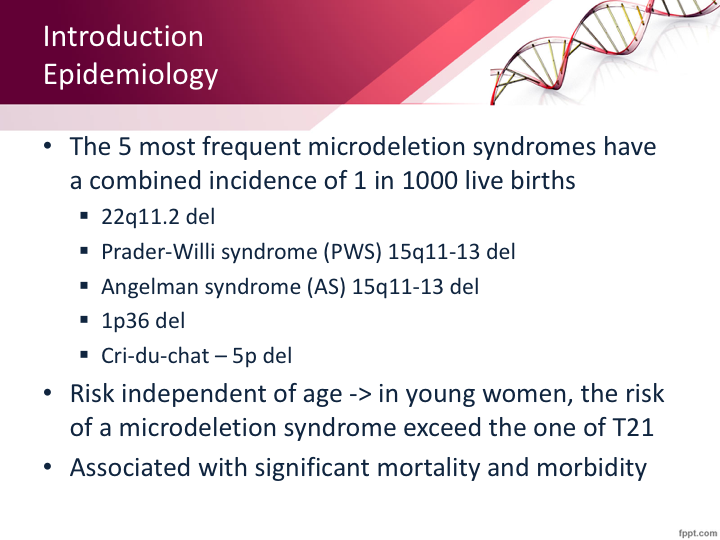 Introduction
Epidemiology
• The 5 most frequent microdeletion syndromes have
a combined incidence of 1 in 1000 live births
▪ 22q11.2 del
▪ Prader-Willi syndrome (PWS) 15q11-13 del
▪ Angelman syndrome (AS) 15q11-13 del
▪ 1p36 del
▪ Cri-du-chat – 5p del
• Risk independent of age -> in young women, the risk
of a microdeletion syndrome exceed the one of T21
• Associated with significant mortality and morbidity
fppt.com